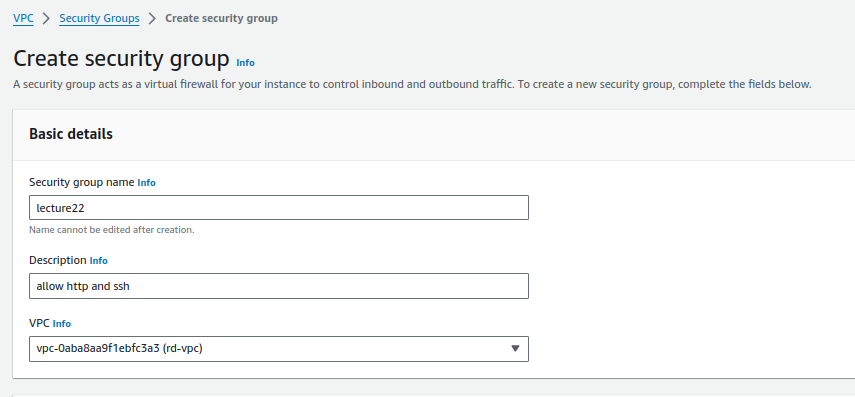 VPC > Security Groups > Create security group
Create security group Info
A security group acts as a virtual firewall for your instance to control inbound and outbound traffic. To create a new security group, complete the fields below.
Basic details
Security group name Info
lecture22
Name cannot be edited after creation.
Description Info
allow http and ssh
VPC Info
vpc-0aba8aa9f1ebfc3a3 (rd-vpc)